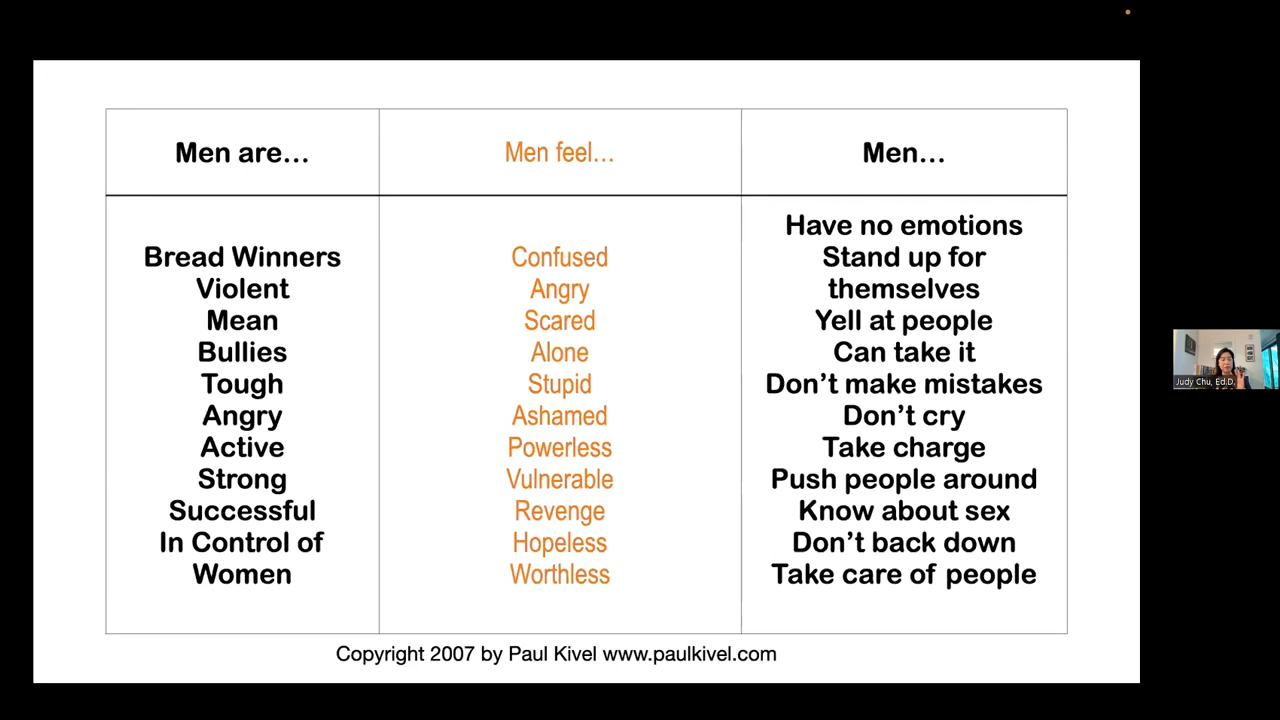 Men are…
Bread Winners
Violent
Mean
Bullies
Tough
Angry
Active
Strong
Successful
In Control of
Women
Men feel…
Confused
Angry
Scared
Alone
Stupid
Ashamed
Powerless
Vulnerable
Revenge
Hopeless
Worthless
Men…
Have no emotions
Stand up for
themselves
Yell at people
Can take it
Don’t make mistakes
Don’t cry
Take charge
Push people around
Know about sex
Don’t back down
Take care of people
Copyright 2007 by Paul Kivel www.paulkivel.com
Judy Chu, Ed.D.